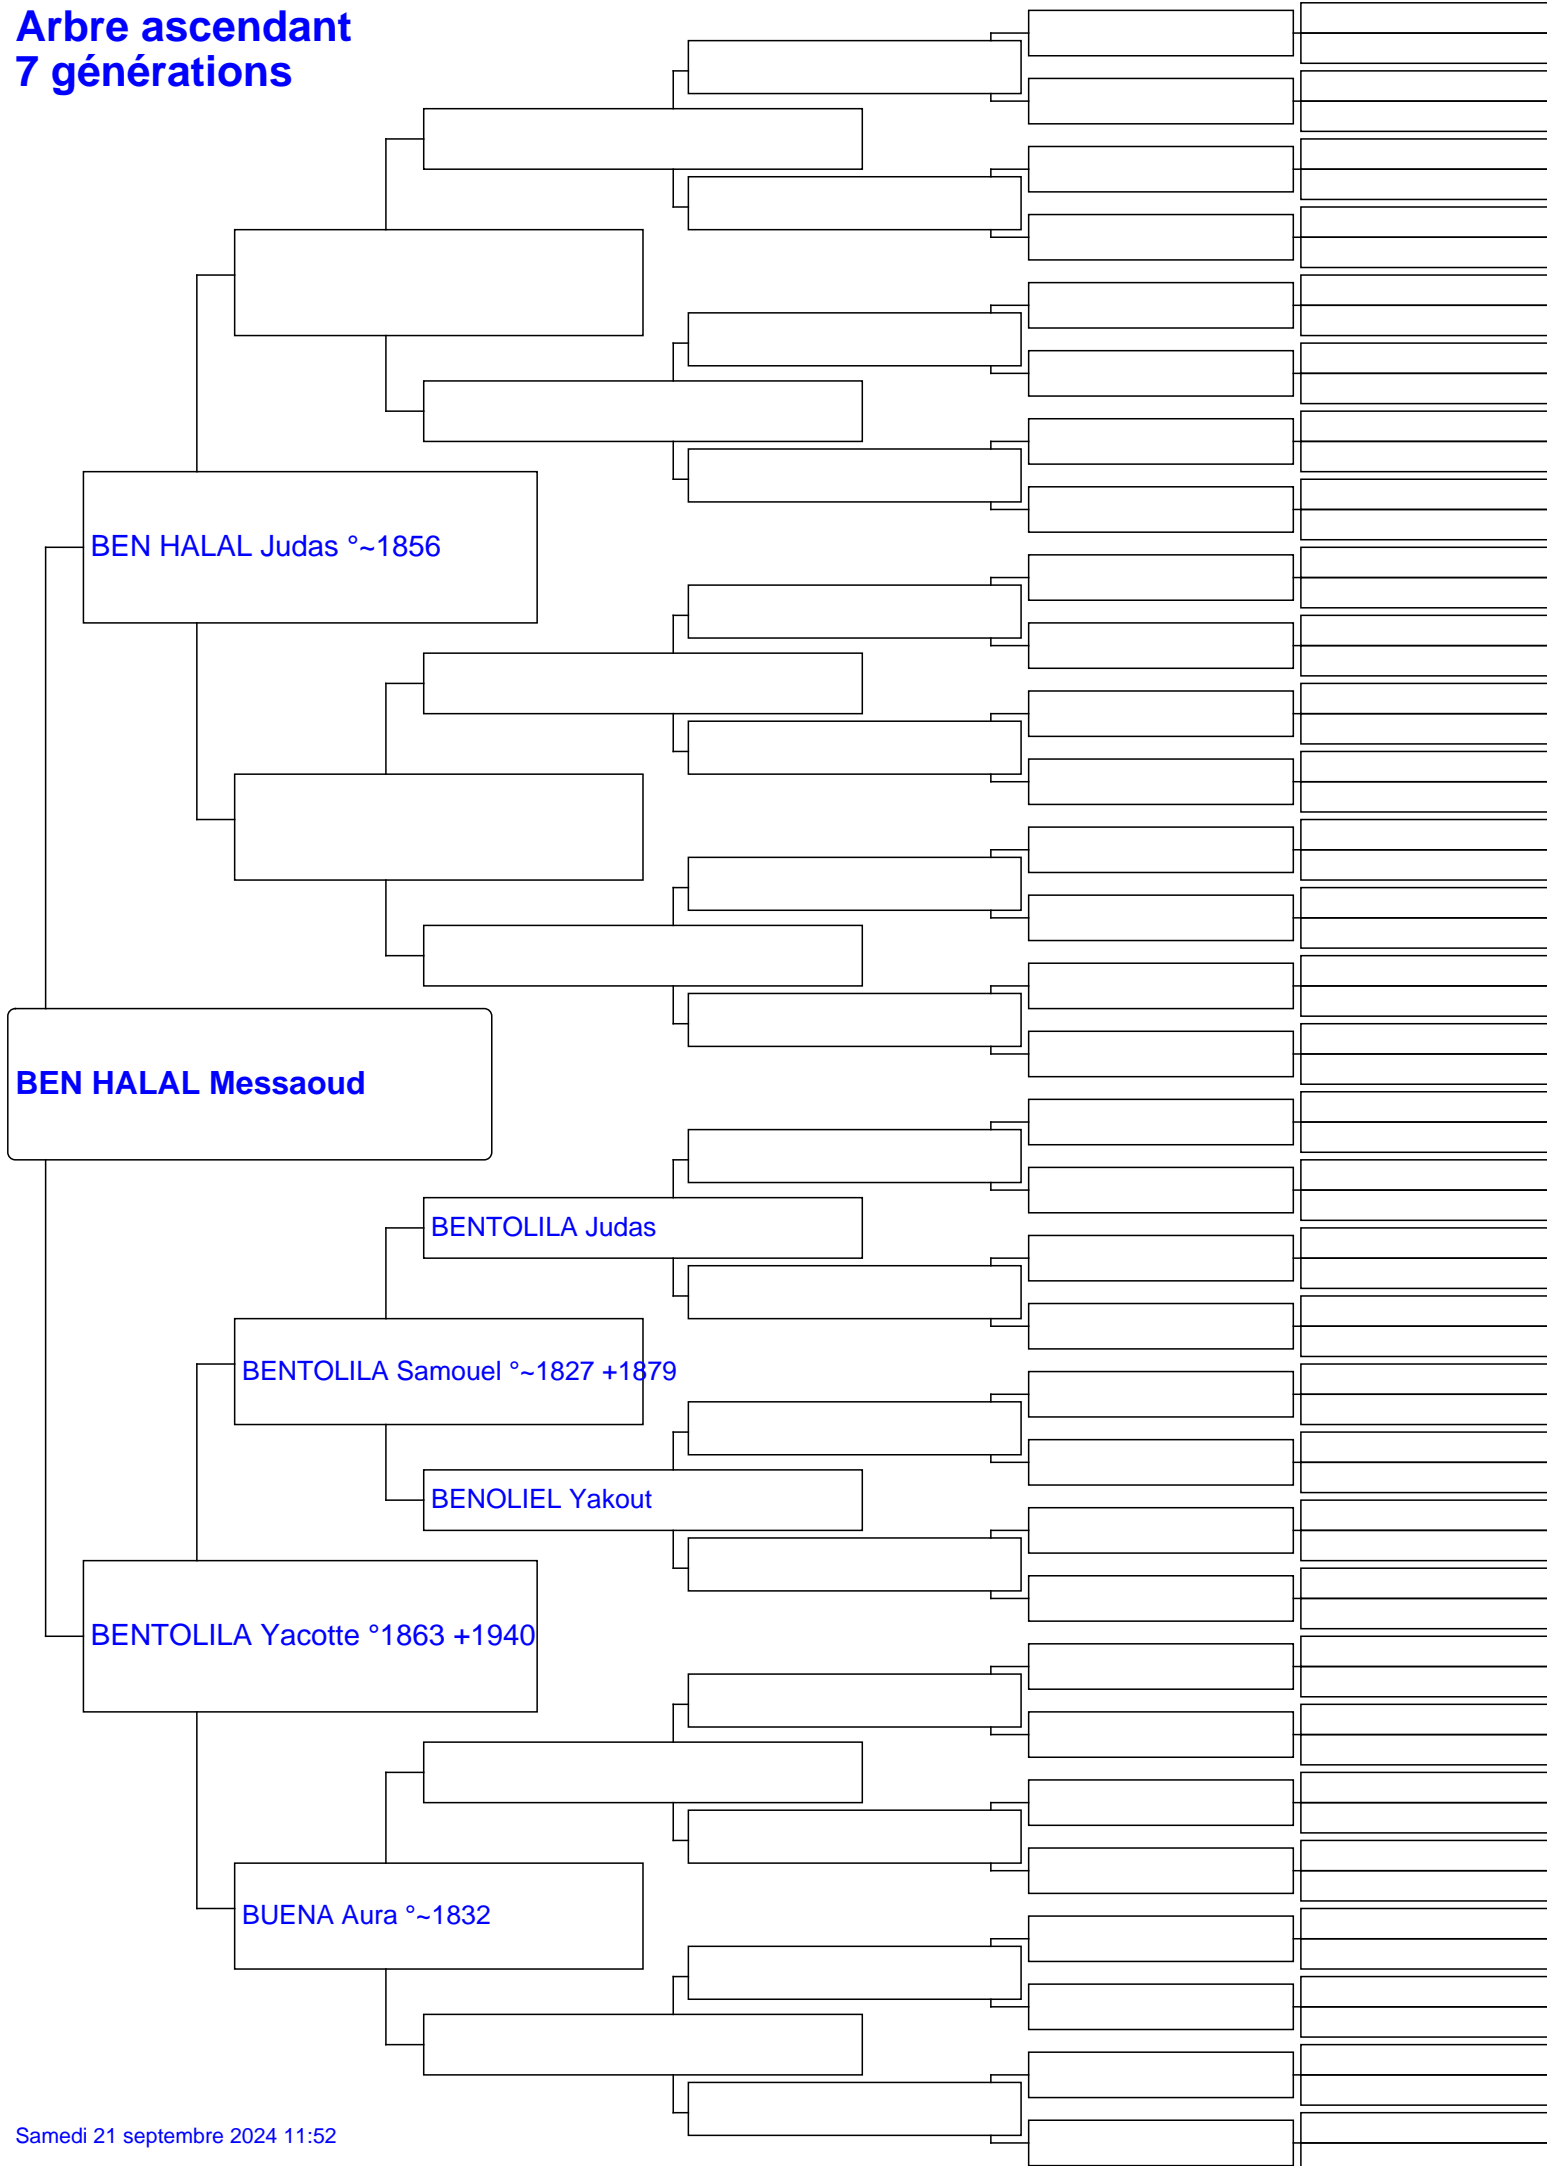 Arbre ascendant
7 générations
BEN HALAL Judas °~1856
BEN HALAL Messaoud
BENTOLILA Judas
BENTOLILA Samouel °~1827 +1879
BENOLIEL Yakout
BENTOLILA Yacotte °1863 +1940
BUENA Aura °~1832
Samedi 21 septembre 2024 11:52